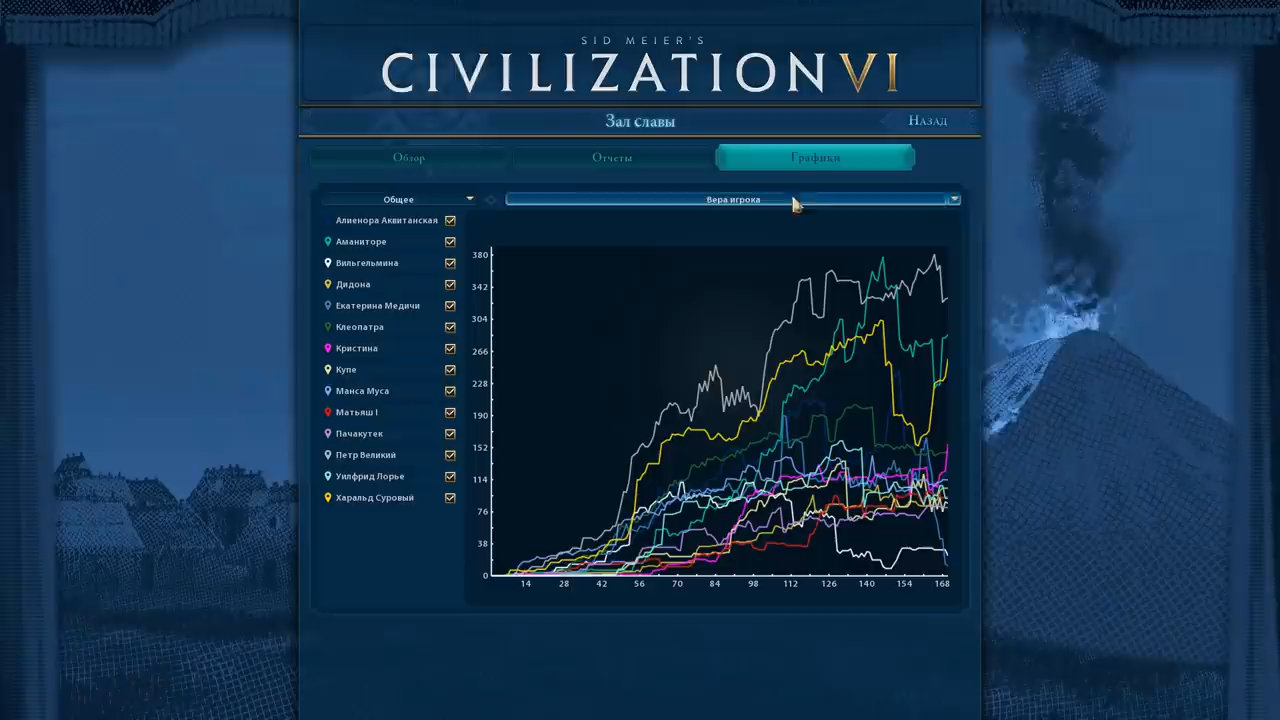 SID MEIER'S
CIVILIZATION VI
Зал славы
Назад
Обзор
Отчеты
Графики
Общее
Вера игрока
Алиенора Аквитанская
Аманиторе
Вильгельмина
Дидона
Екатерина Медичи
Клеопатра
Кристина
Купе
Манса Муса
Матьяш I
Пачакутек
Петр Великий
Уилфрид Лорье
Харальд Суровый
380
342
304
266
228
190
152
114
76
38
0
14 28 42 56 70 84 98 112 126 140 154 168